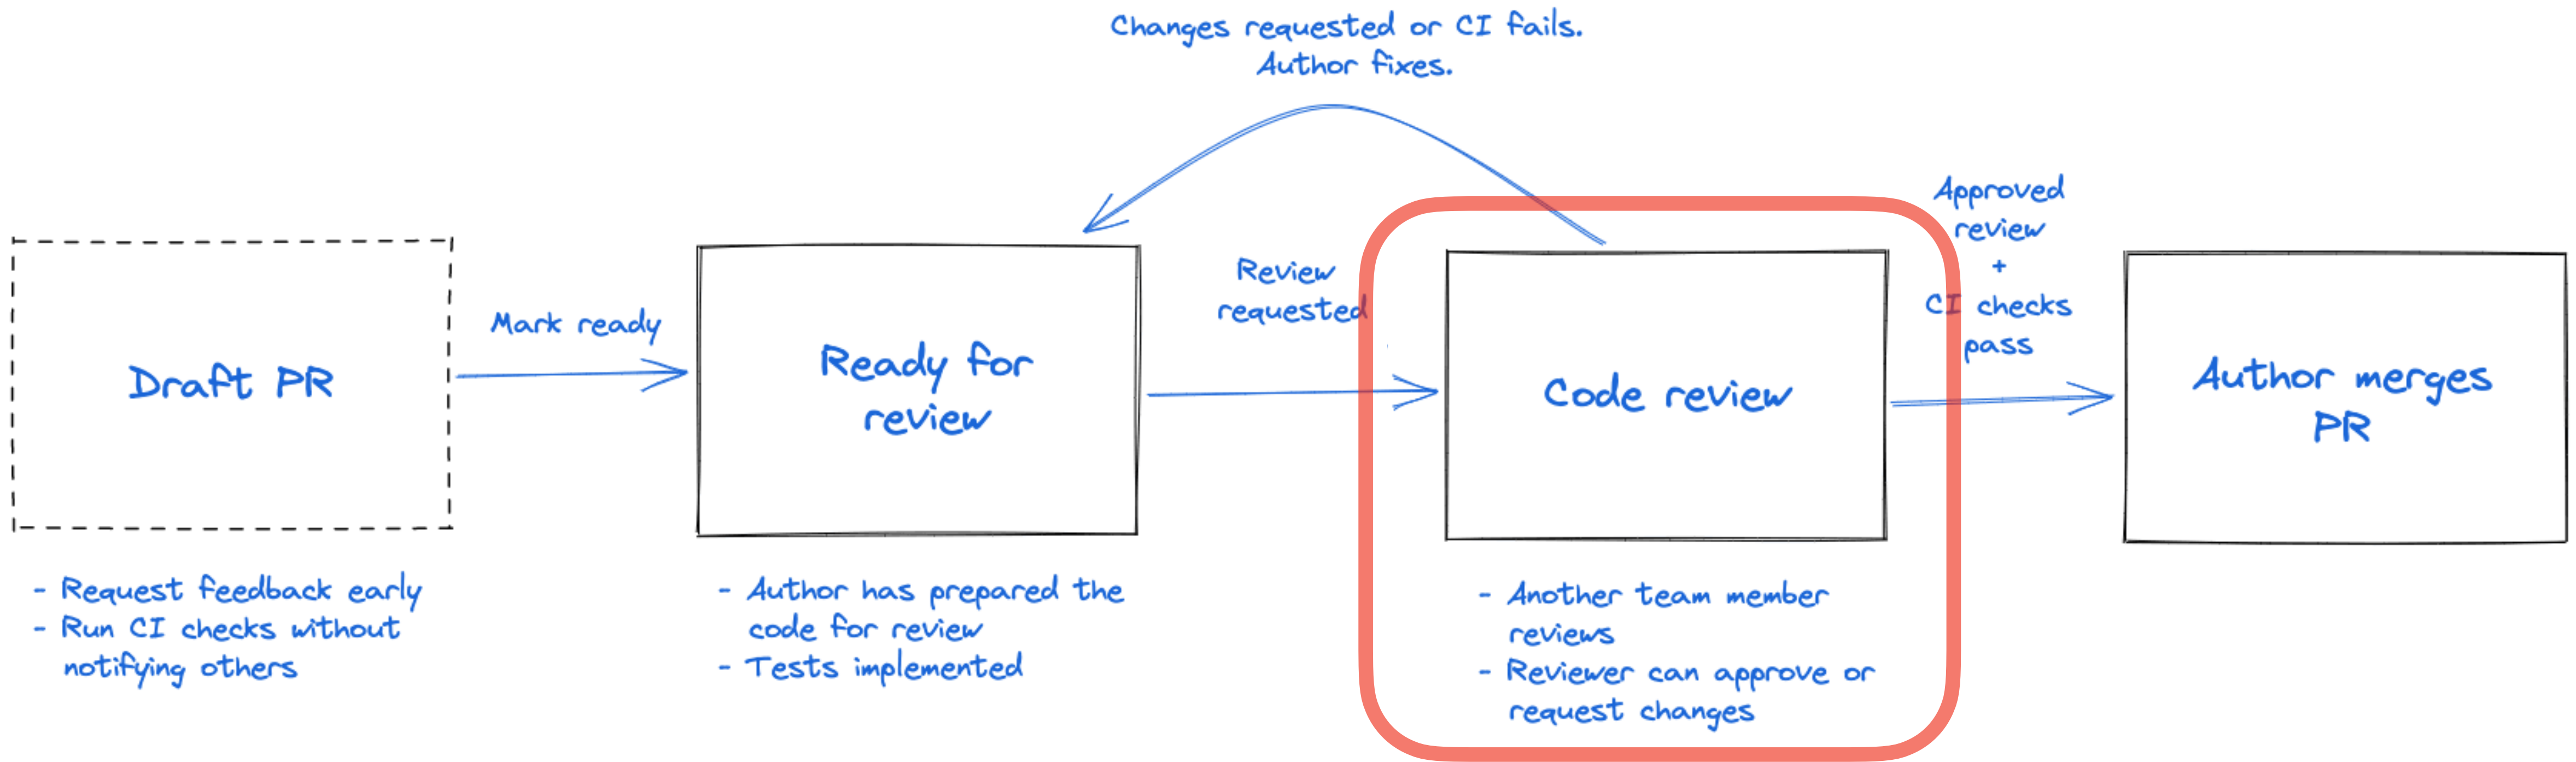 Changes requested or CI fails.
Author fixes.
Draft PR
- Request feedback early
- Run CI checks without
notifying others
Mark ready
Ready for
review
- Author has prepared the
code for review
- Tests implemented
Review
requested
Code review
- Another team member
reviews
- Reviewer can approve or
request changes
Approved
review
+
CI checks
pass
Author merges
PR